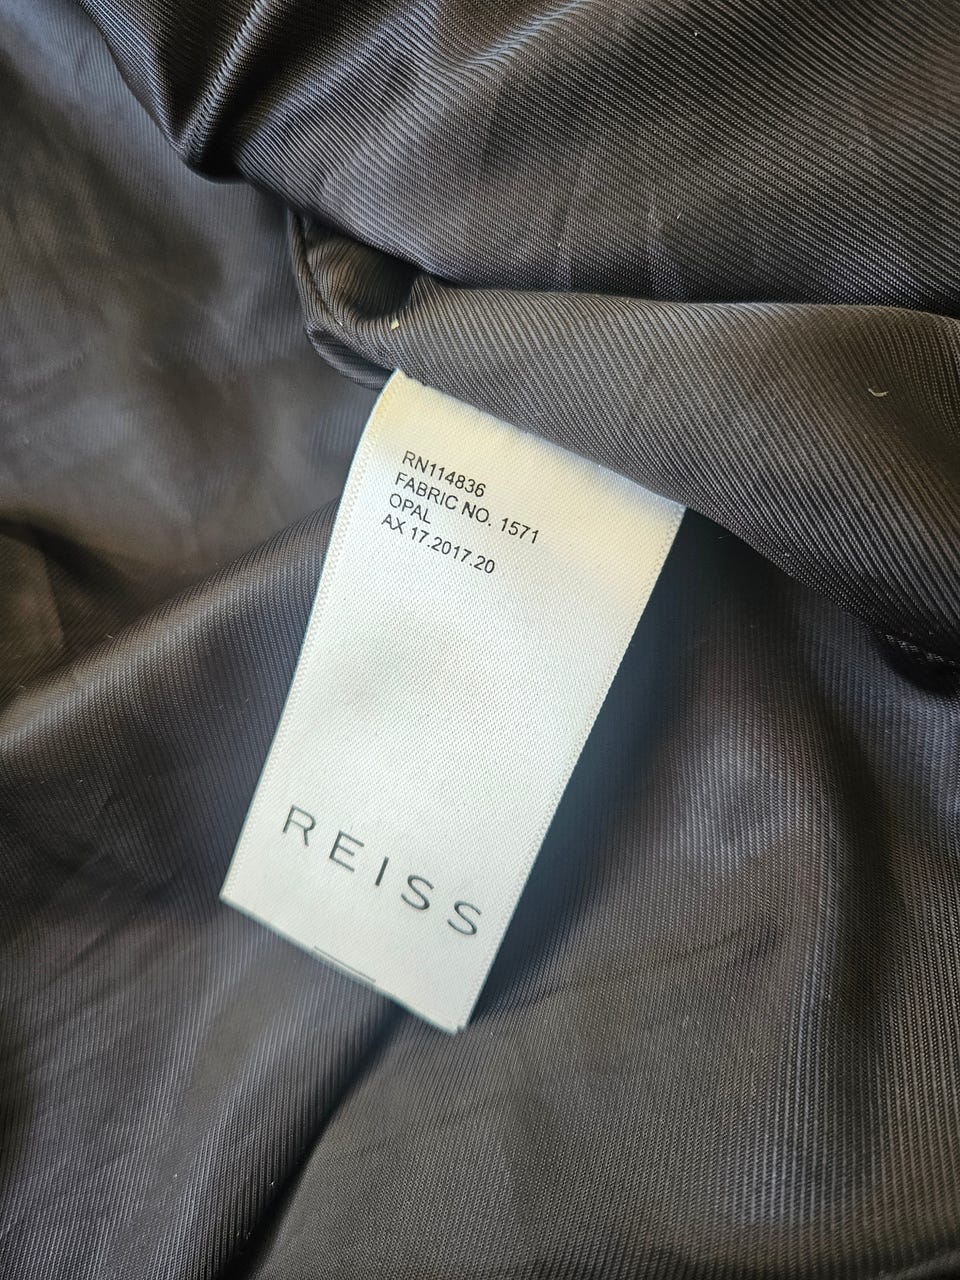 RN114836
FABRIC NO. 1571
OPAL
AX 17.2017.20
REISS